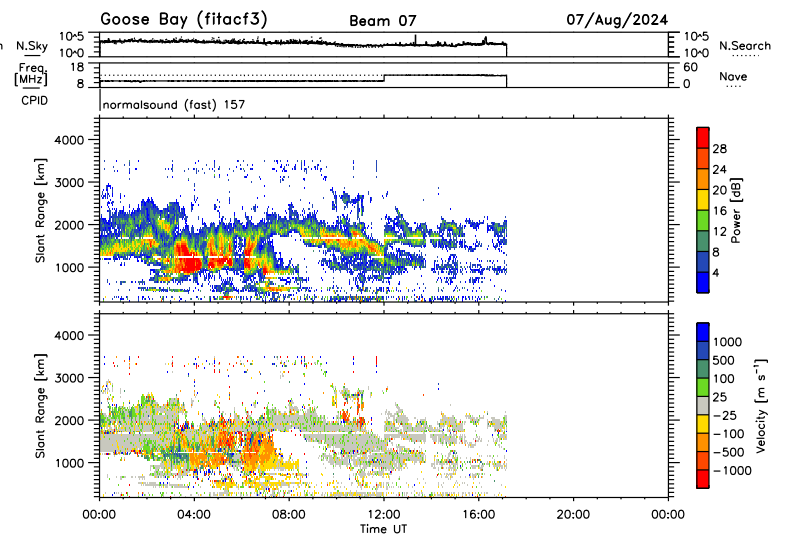 Goose Bay (fitacf3) Beam 07 07/Aug/2024
N.Sky 10^5 10^0 10^5 10^0 N.Search
Freq. [MHz] 18 8 60 0 Nave
CPID normalsound (fast) 157
Slant Range [km] 4000 3000 2000 1000
Power [dB] 28 24 20 16 12 8 4
Slant Range [km] 4000 3000 2000 1000
Velocity [m s⁻¹] 1000 500 100 25 −25 −100 −500 −1000
00:00 04:00 08:00 12:00 16:00 20:00 00:00
Time UT